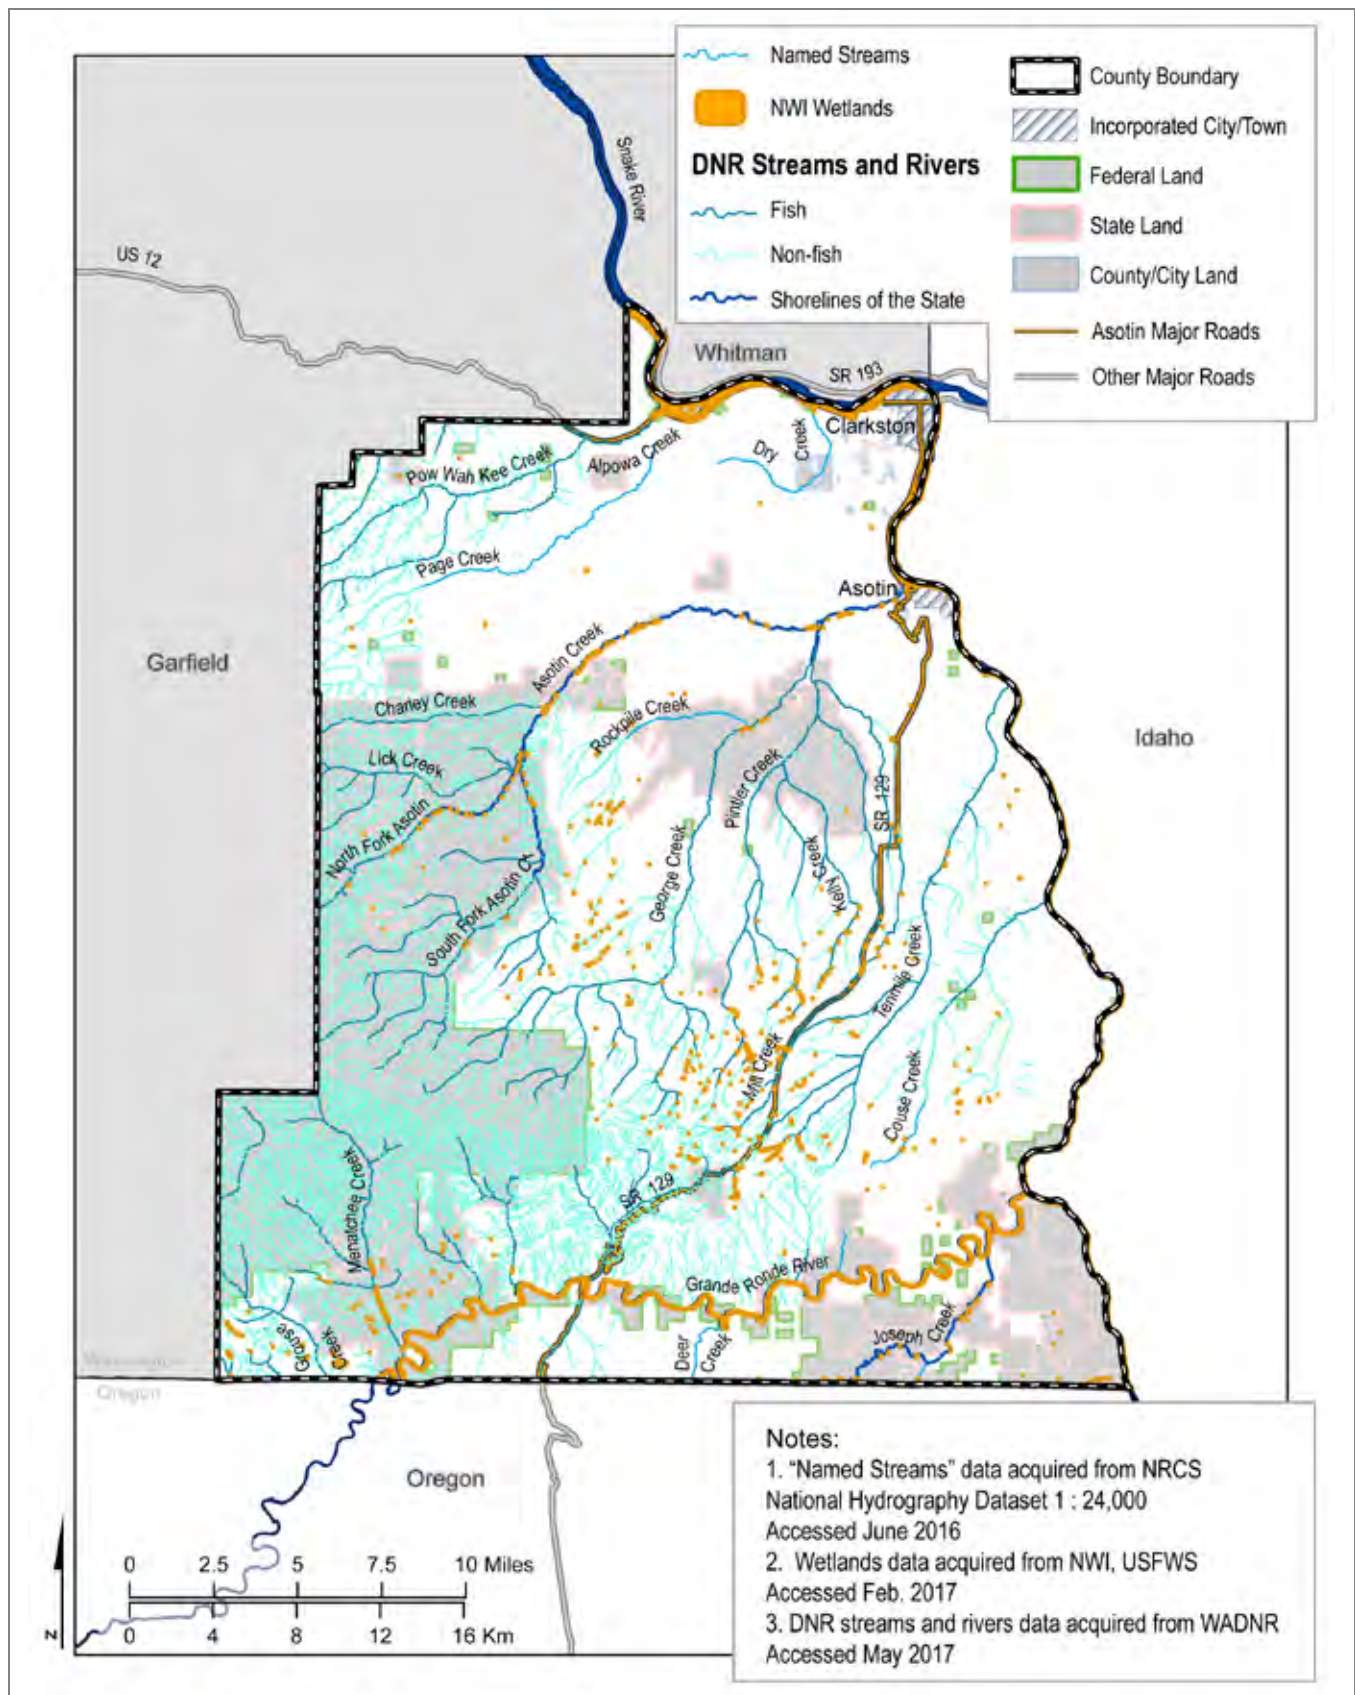 Named Streams
NWI Wetlands
DNR Streams and Rivers
Fish
Non-fish
Shorelines of the State
County Boundary
Incorporated City/Town
Federal Land
State Land
County/City Land
Asotin Major Roads
Other Major Roads
Snake River
US 12
Whitman
SR 193
Clarkston
Dry
Creek
Alpowa Creek
Pow Wah Kee Creek
Page Creek
Asotin
Garfield
Asotin Creek
Charley Creek
Rockpile Creek
Lick Creek
Idaho
North Fork Asotin
Pintler Creek
SR 129
George Creek
Kelly Creek
South Fork Asotin Cr
Tenmile Creek
Mill Creek
Couse Creek
Menatchee Creek
SR 129
Grande Ronde River
Grouse
Creek
Deer
Creek
Joseph Creek
Washington
Oregon
Oregon
0 2.5 5 7.5 10 Miles
0 4 8 12 16 Km
N
Notes:
1. “Named Streams” data acquired from NRCS
National Hydrography Dataset 1 : 24,000
Accessed June 2016
2. Wetlands data acquired from NWI, USFWS
Accessed Feb. 2017
3. DNR streams and rivers data acquired from WADNR
Accessed May 2017